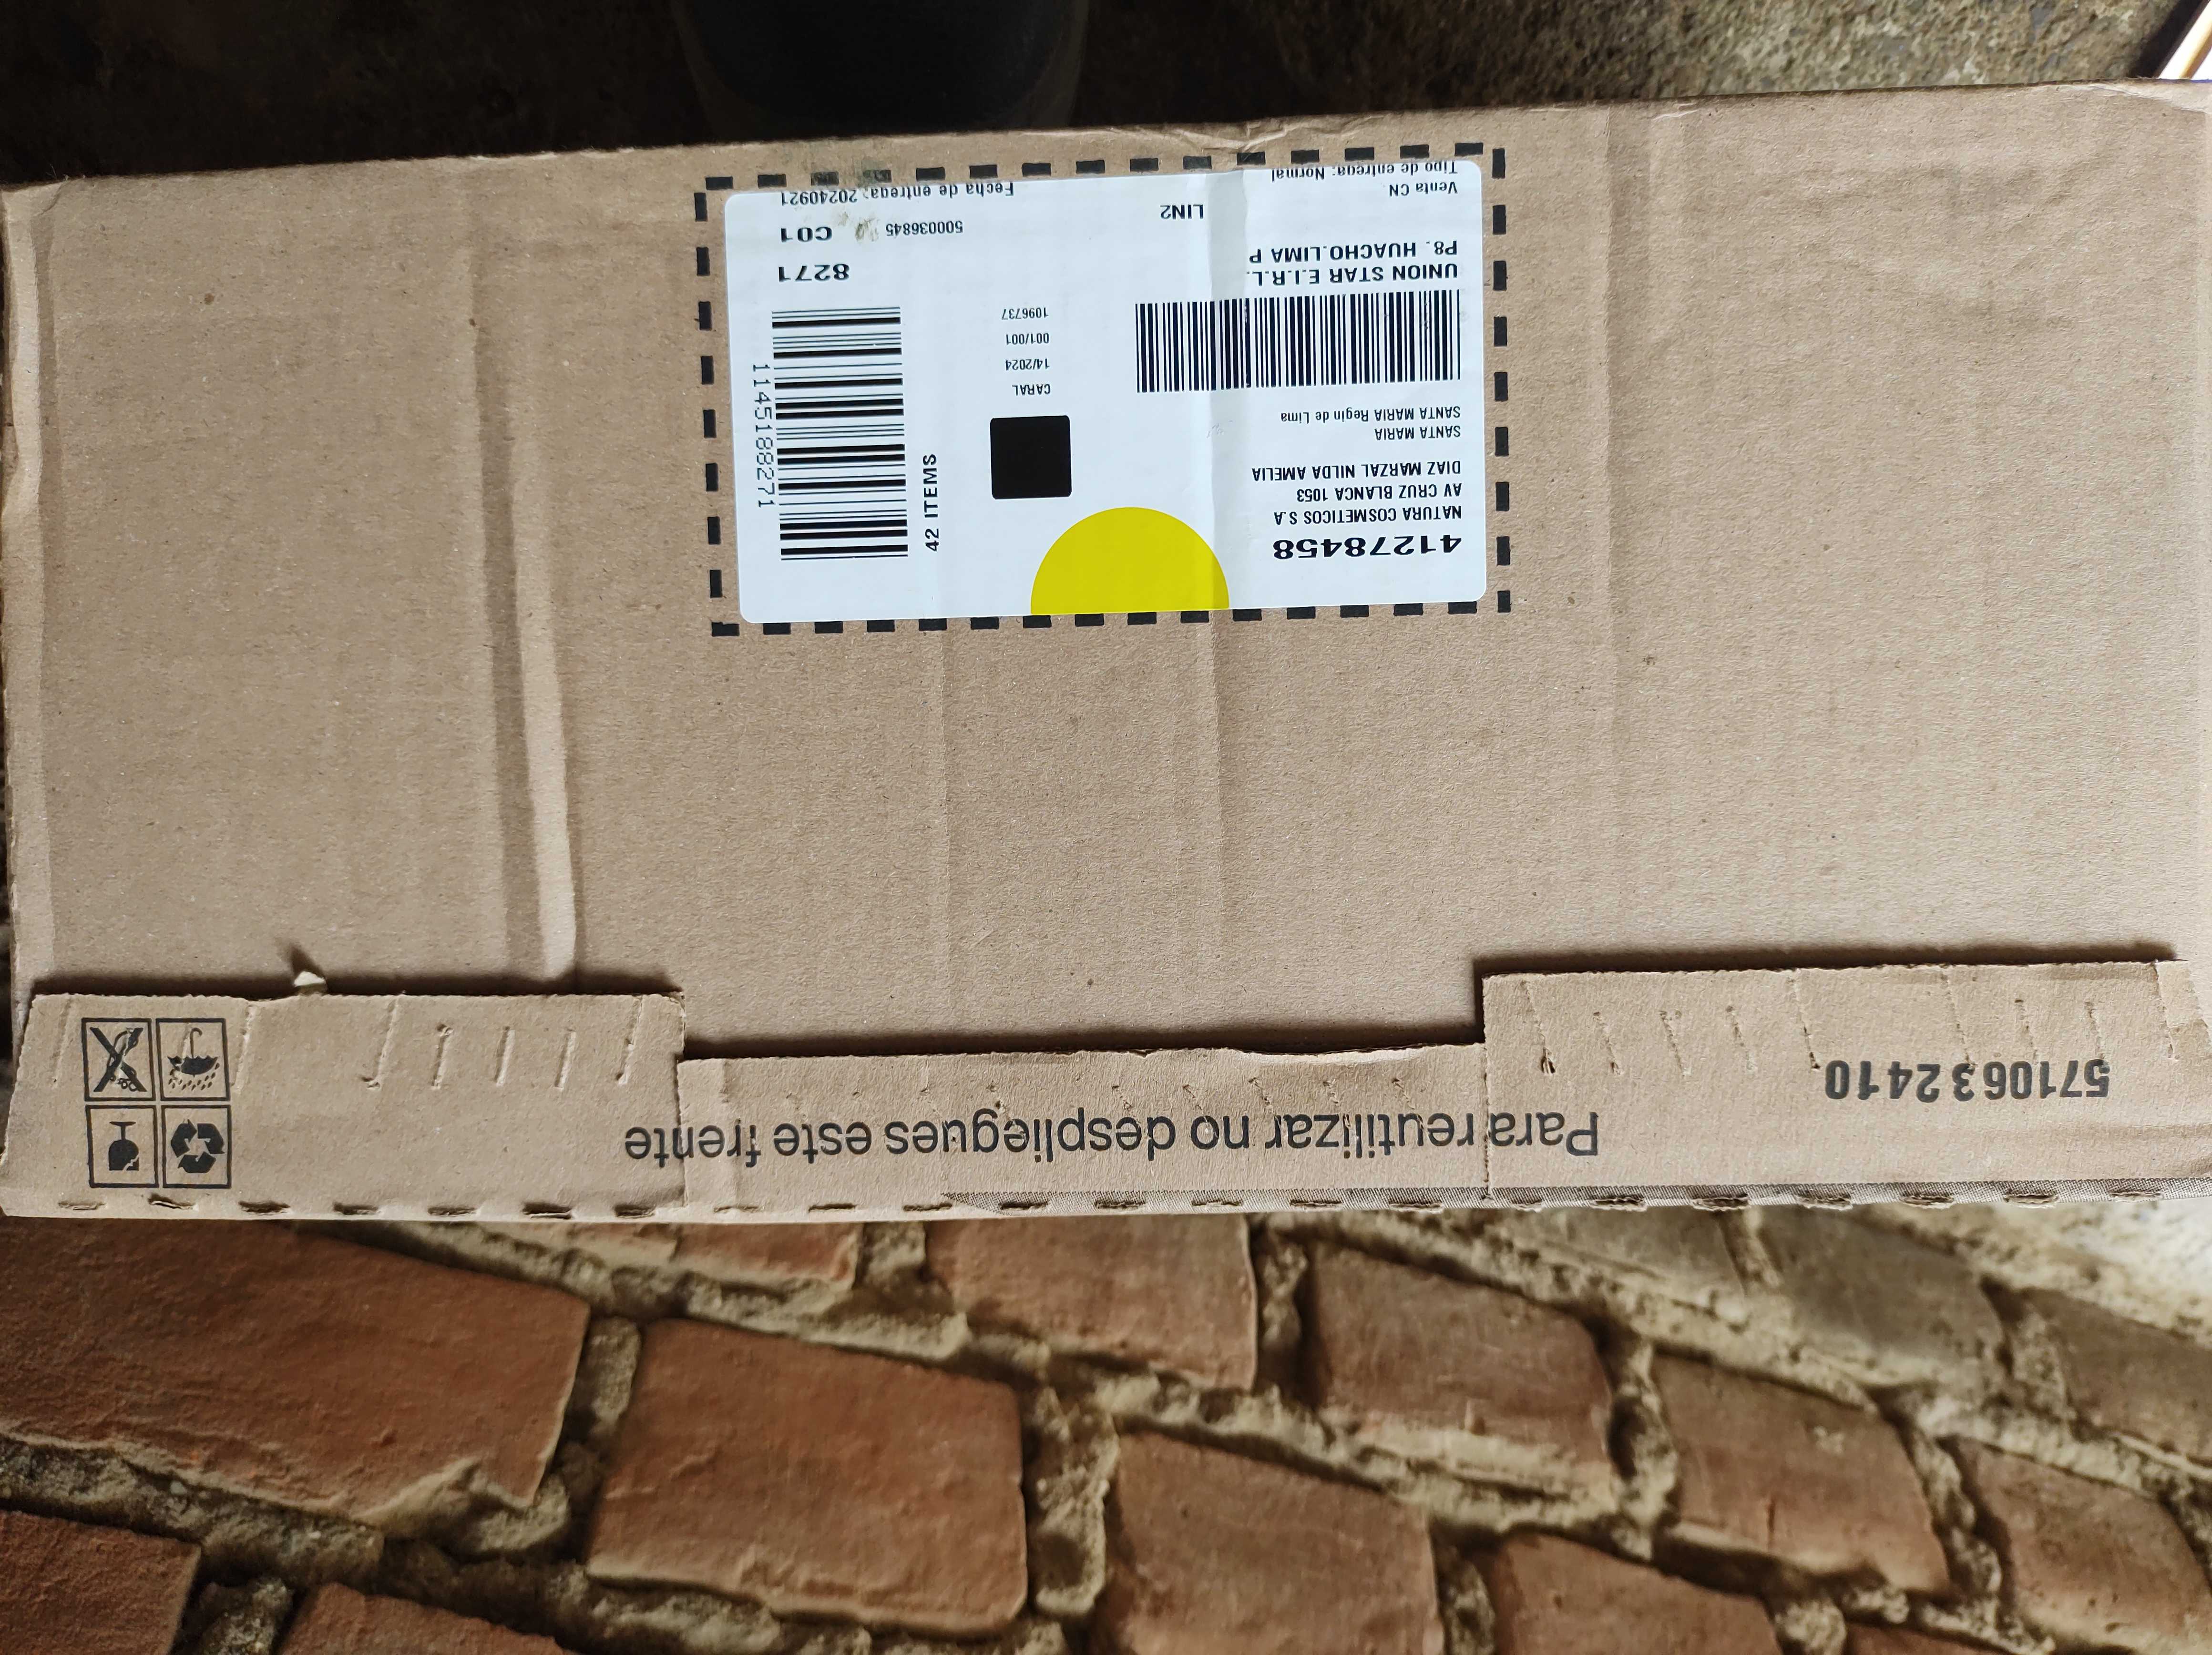 41278458
NATURA COSMETICOS S.A
AV CRUZ BLANCA 1053
DIAZ MARZAL NILDA AMELIA
SANTA MARIA
SANTA MARIA Regin de Lima
UNION STAR E.I.R.L.
P8. HUACHO.LIMA P
Venta CN
Tipo de entrega: Normal
LIN2
CARAL
14/2024
001/001
1096737
42 ITEMS
1145188271
8271
500036845
C01
Fecha de entrega: 20240921
Para reutilizar no despliegues este frente
5710632410